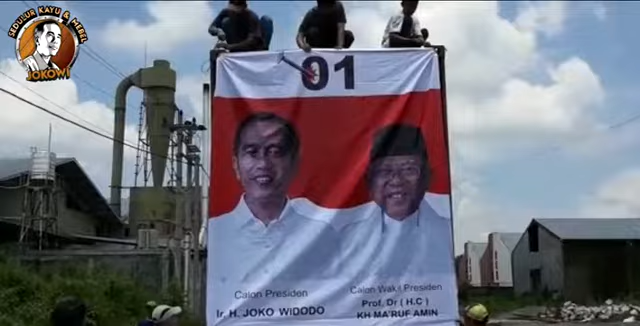 SEDULUR KAYU & MEBEL
JOKOWI
01
Calon Presiden
Ir. H. JOKO WIDODO
Calon Wakil Presiden
Prof. Dr ( H.C )
KH MA'RUF AMIN